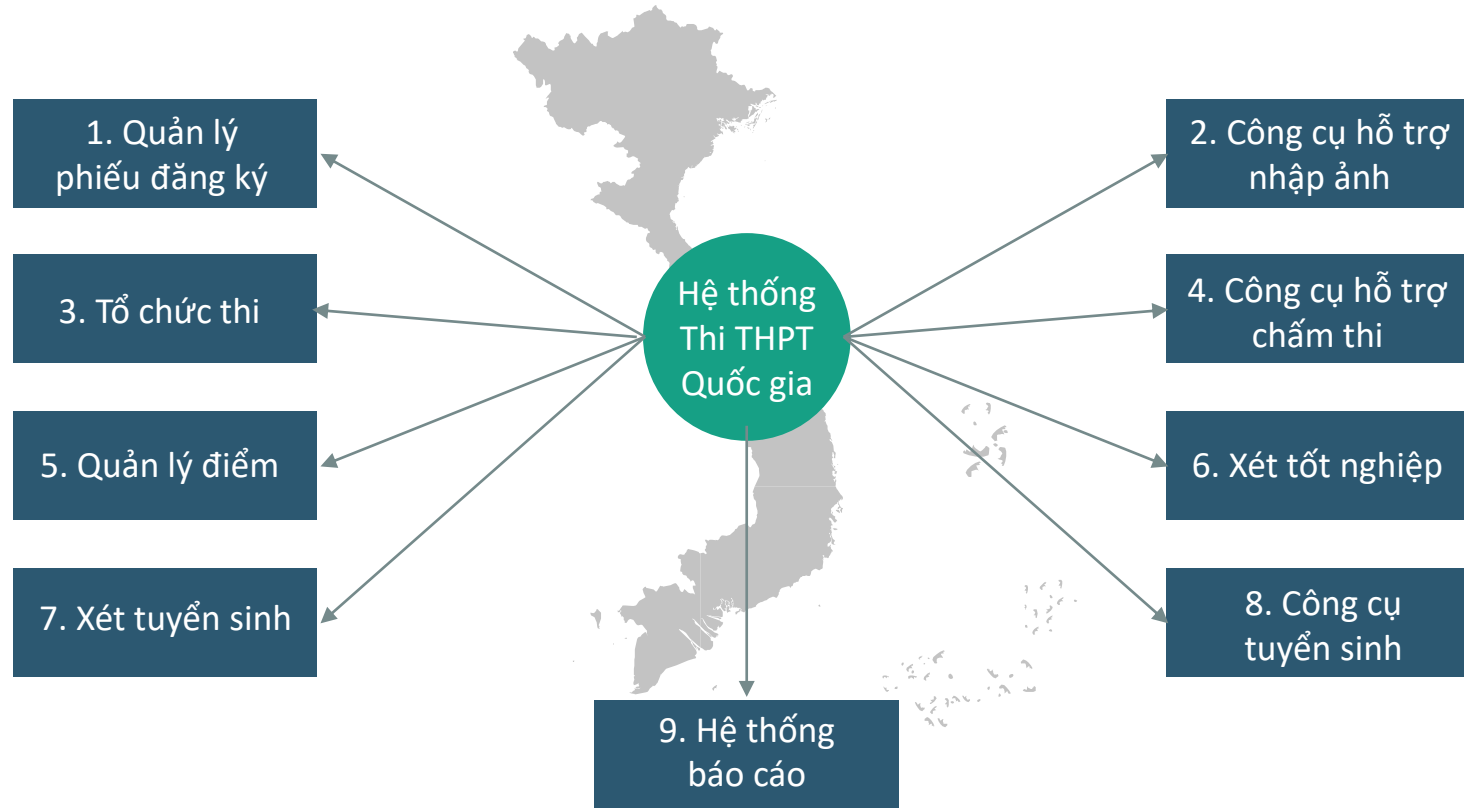 1. Quản lý
phiếu đăng ký
2. Công cụ hỗ trợ
nhập ảnh
3. Tổ chức thi
Hệ thống
Thi THPT
Quốc gia
4. Công cụ hỗ trợ
chấm thi
5. Quản lý điểm
6. Xét tốt nghiệp
7. Xét tuyển sinh
8. Công cụ
tuyển sinh
9. Hệ thống
báo cáo